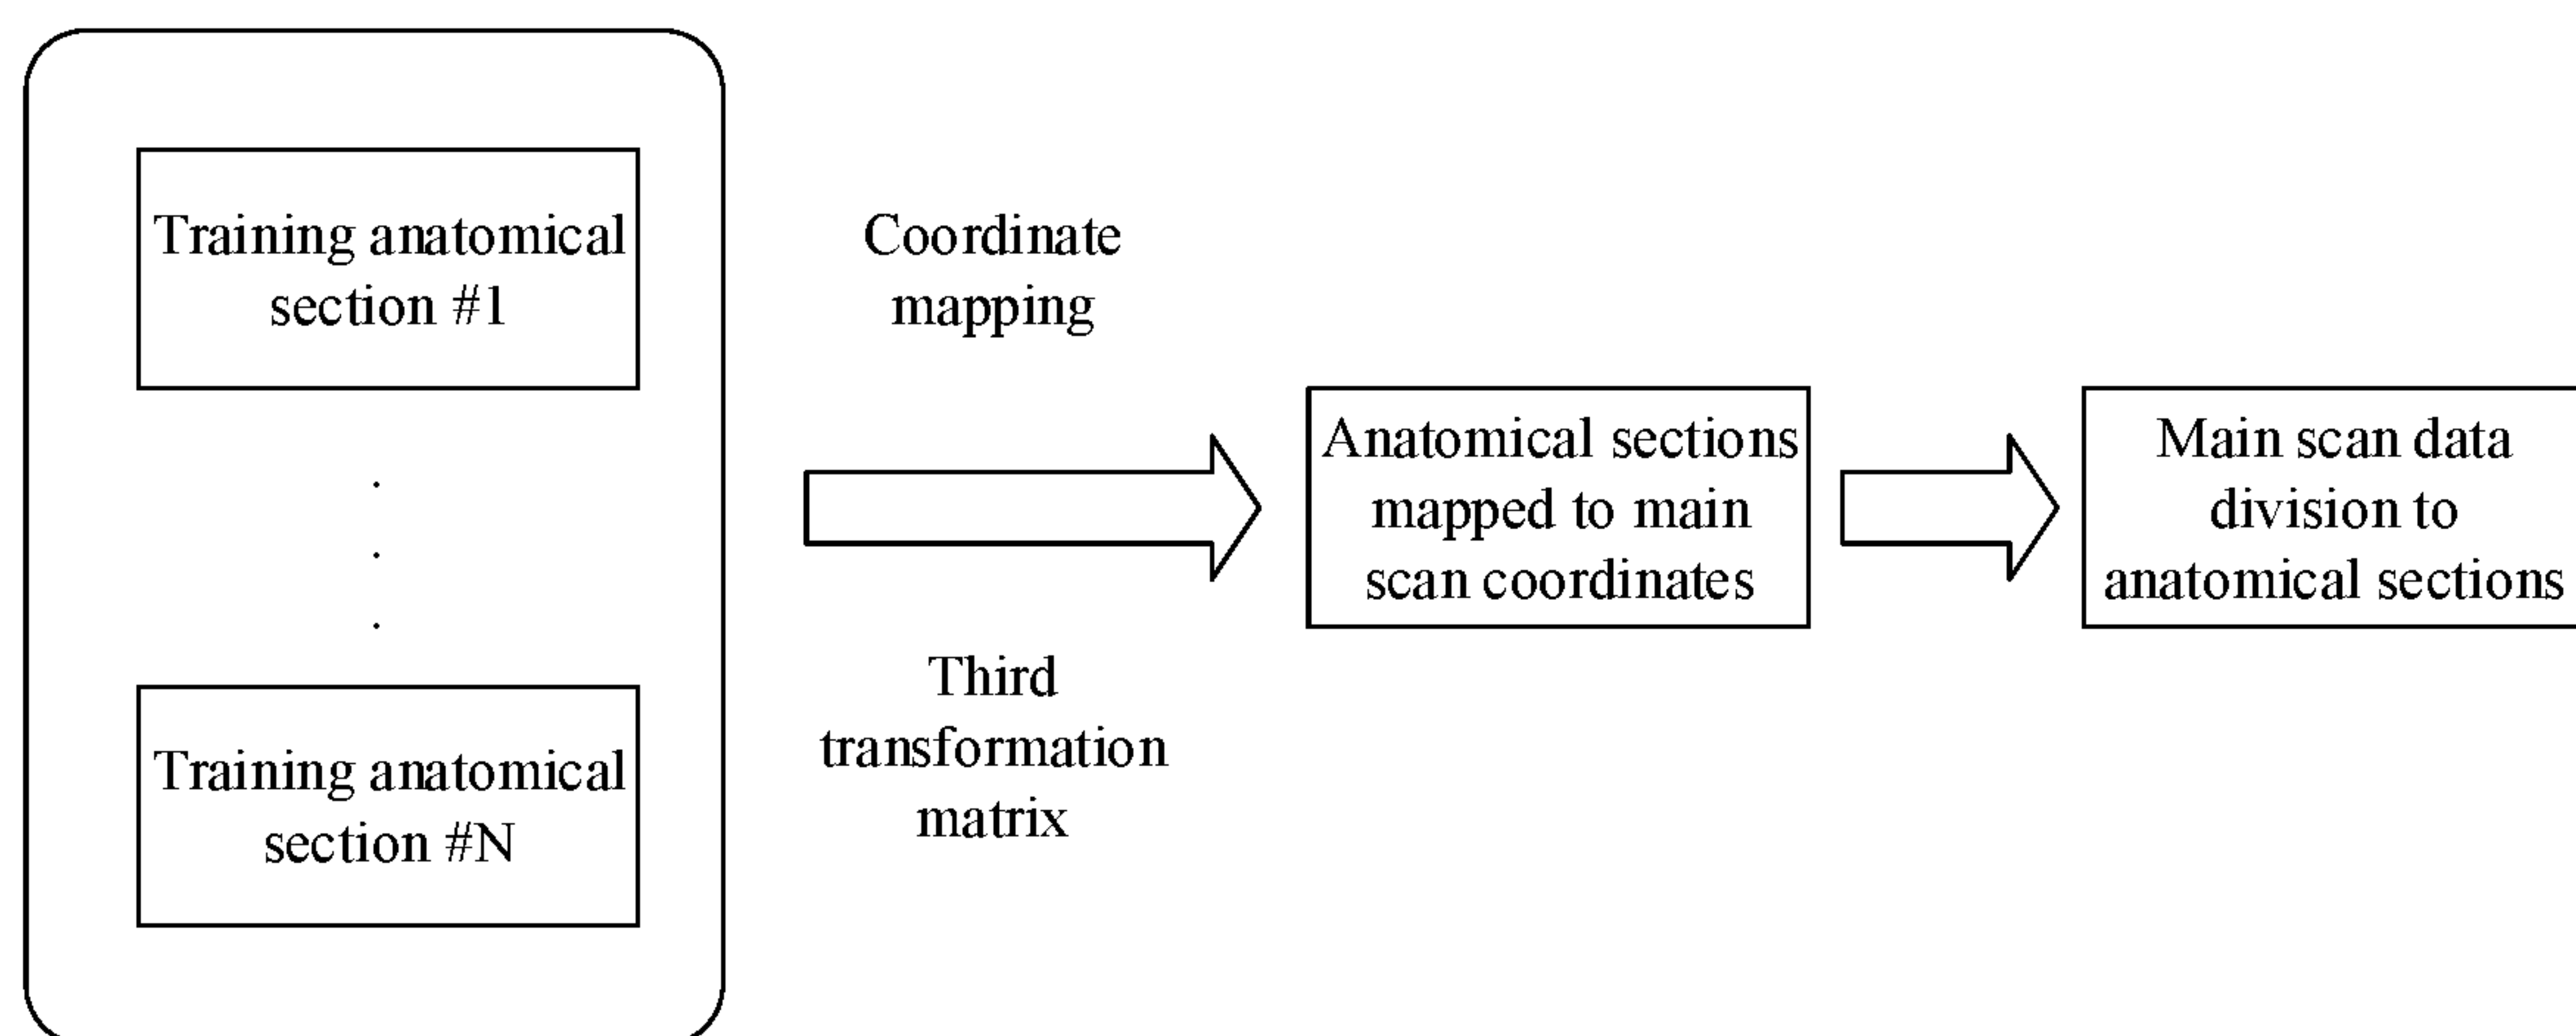 Training anatomical
section #1
.
.
.
Training anatomical
section #N
Coordinate
mapping
Third
transformation
matrix
Anatomical sections
mapped to main
scan coordinates
Main scan data
division to
anatomical sections